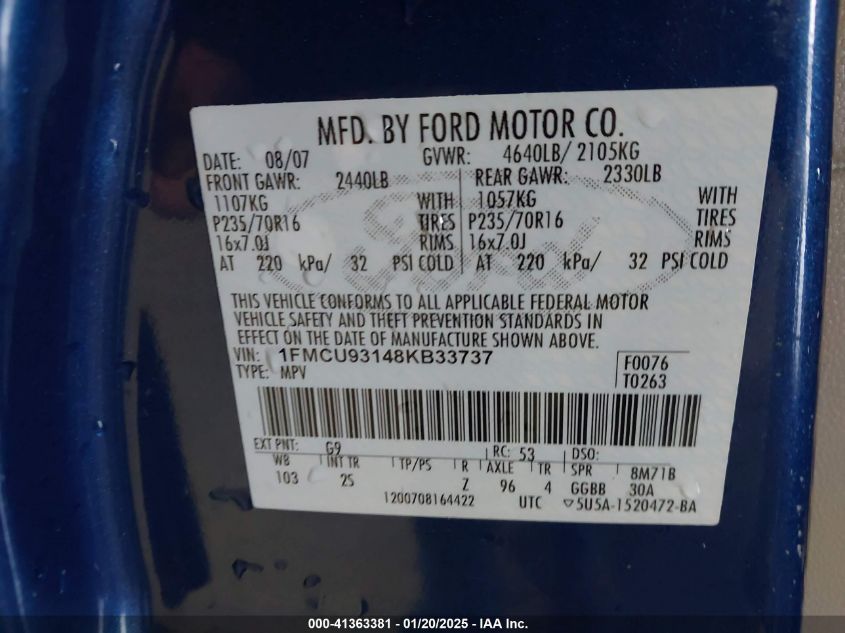 MFD. BY FORD MOTOR CO.
DATE: 08/07 GVWR: 4640LB/ 2105KG
FRONT GAWR: 2440LB REAR GAWR: 2330LB
1107KG WITH 1057KG WITH
P235/70R16 TIRES P235/70R16 TIRES
16x7.0J RIMS 16x7.0J RIMS
AT 220 kPa/ 32 PSI COLD AT 220 kPa/ 32 PSI COLD
Ford
THIS VEHICLE CONFORMS TO ALL APPLICABLE FEDERAL MOTOR
VEHICLE SAFETY AND THEFT PREVENTION STANDARDS IN
EFFECT ON THE DATE OF MANUFACTURE SHOWN ABOVE.
VIN: 1FMCU93148KB33737 F0076
TYPE: MPV T0263
EXT PNT: G9 RC: 53 DSO:
WB INT TR TP/PS R AXLE TR SPR 8M71B
103 2S Z 96 4 GGBB 30A
1200708164422 UTC ▽5U5A-1520472-BA
000-41363381 - 01/20/2025 - IAA Inc.